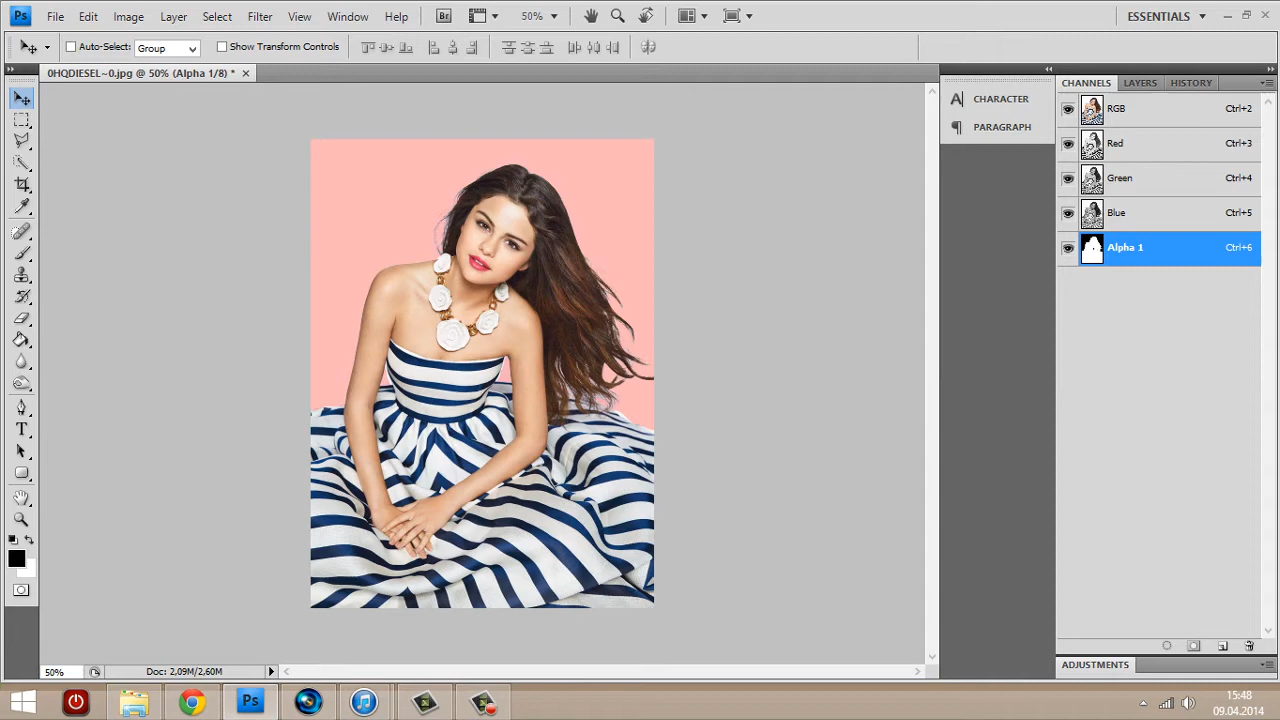 Ps File Edit Image Layer Select Filter View Window Help Br 50% ESSENTIALS
Auto-Select: Group Show Transform Controls
0HQDIESEL~0.jpg @ 50% (Alpha 1/8) *
CHANNELS LAYERS HISTORY
CHARACTER
PARAGRAPH
RGB Ctrl+2
Red Ctrl+3
Green Ctrl+4
Blue Ctrl+5
Alpha 1 Ctrl+6
T
50% Doc: 2,09M/2,60M
ADJUSTMENTS
Ps
15:48
09.04.2014